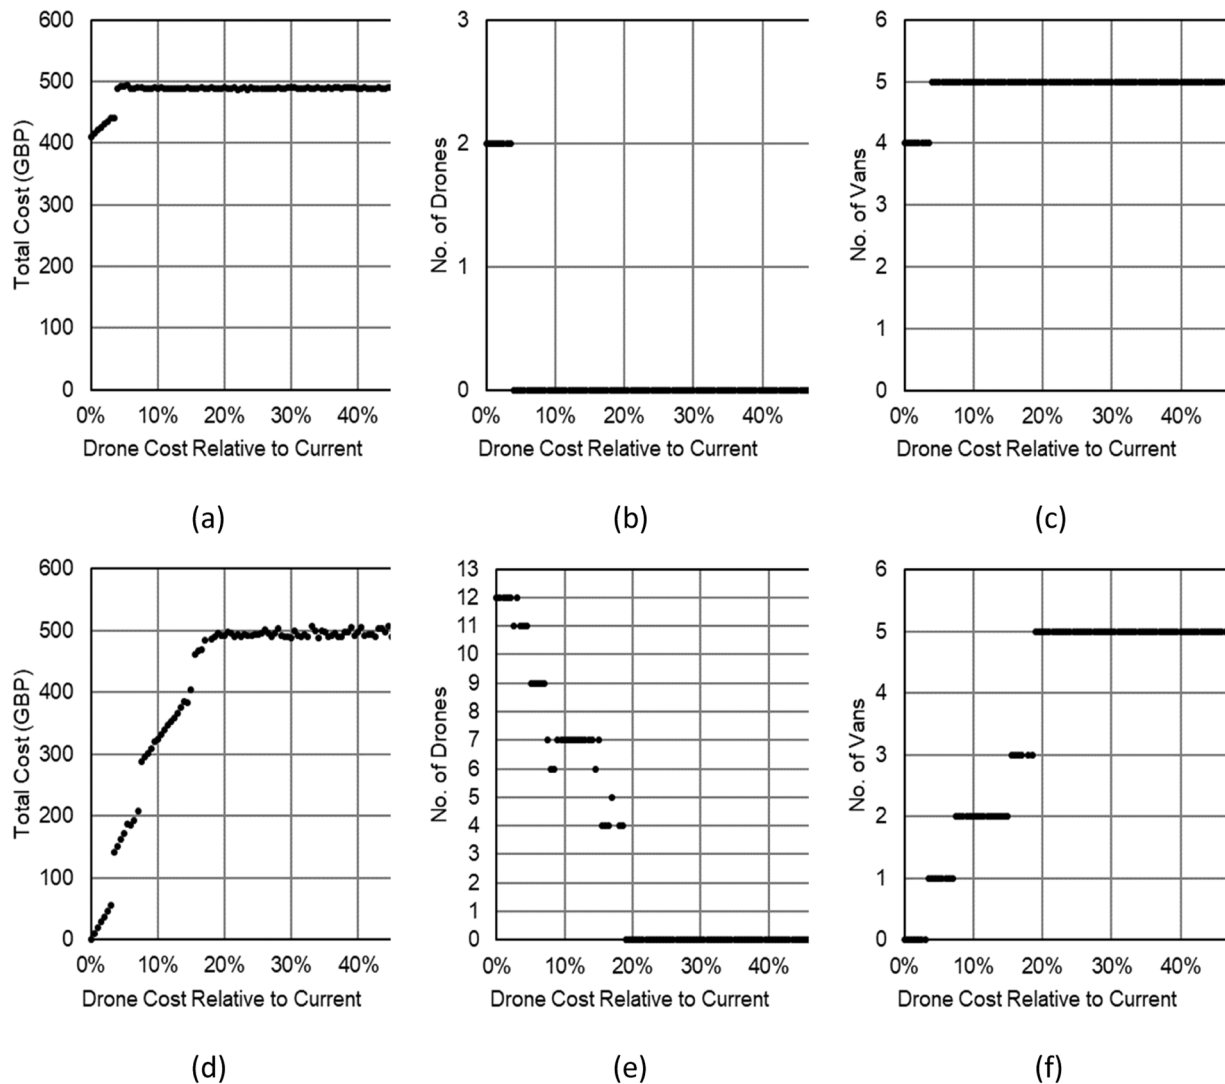 Total Cost (GBP)
600
500
400
300
200
100
0
0% 10% 20% 30% 40%
Drone Cost Relative to Current
(a)
No. of Drones
3
2
1
0
0% 10% 20% 30% 40%
Drone Cost Relative to Current
(b)
No. of Vans
6
5
4
3
2
1
0
0% 10% 20% 30% 40%
Drone Cost Relative to Current
(c)
Total Cost (GBP)
600
500
400
300
200
100
0
0% 10% 20% 30% 40%
Drone Cost Relative to Current
(d)
No. of Drones
13
12
11
10
9
8
7
6
5
4
3
2
1
0
0% 10% 20% 30% 40%
Drone Cost Relative to Current
(e)
No. of Vans
6
5
4
3
2
1
0
0% 10% 20% 30% 40%
Drone Cost Relative to Current
(f)